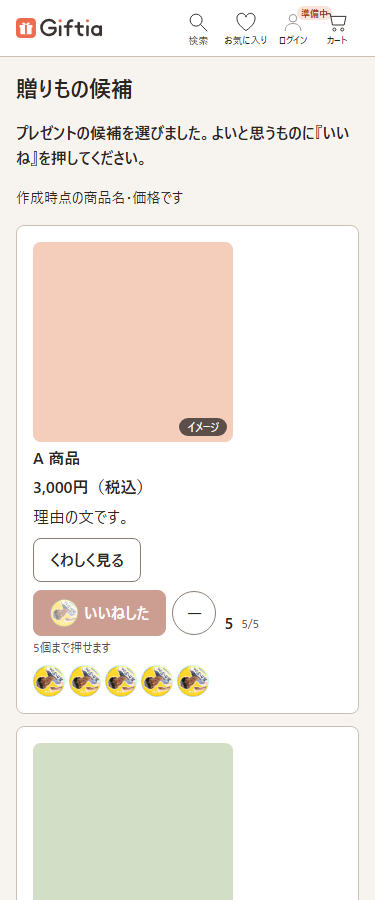 Giftia
準備中
検索
お気に入り
ログイン
カート
贈りもの候補
プレゼントの候補を選びました。よいと思うものに『いい
ね』を押してください。
作成時点の商品名・価格です
イメージ
A 商品
3,000円（税込）
理由の文です。
くわしく見る
いいねした
—
5
5/5
5個まで押せます